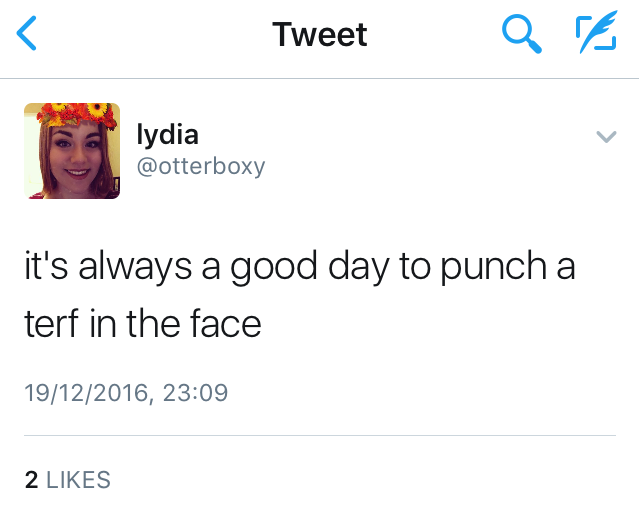 Tweet
lydia
@otterboxy
it's always a good day to punch a
terf in the face
19/12/2016, 23:09
2 LIKES